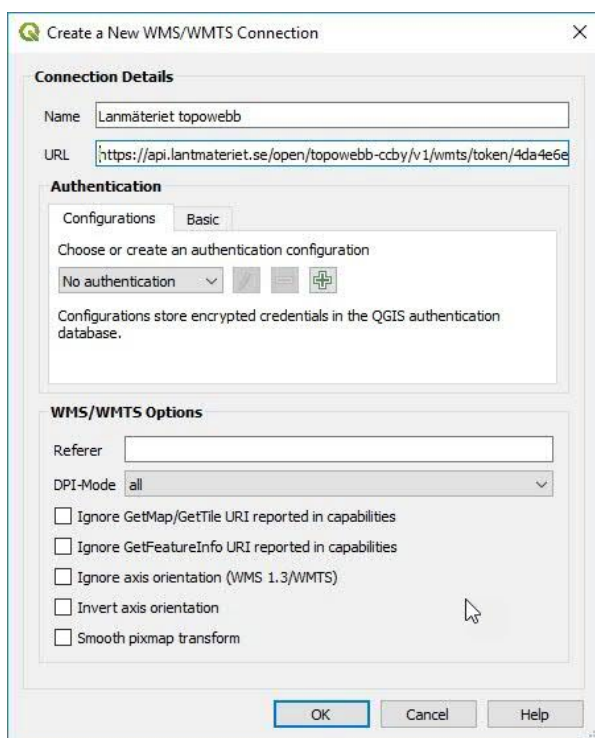 Create a New WMS/WMTS Connection
Connection Details
Name Lanmäteriet topowebb
URL https://api.lantmateriet.se/open/topowebb-ccby/v1/wmts/token/4da4e6e
Authentication
Configurations Basic
Choose or create an authentication configuration
No authentication
Configurations store encrypted credentials in the QGIS authentication
database.
WMS/WMTS Options
Referer
DPI-Mode all
Ignore GetMap/GetTile URI reported in capabilities
Ignore GetFeatureInfo URI reported in capabilities
Ignore axis orientation (WMS 1.3/WMTS)
Invert axis orientation
Smooth pixmap transform
OK Cancel Help